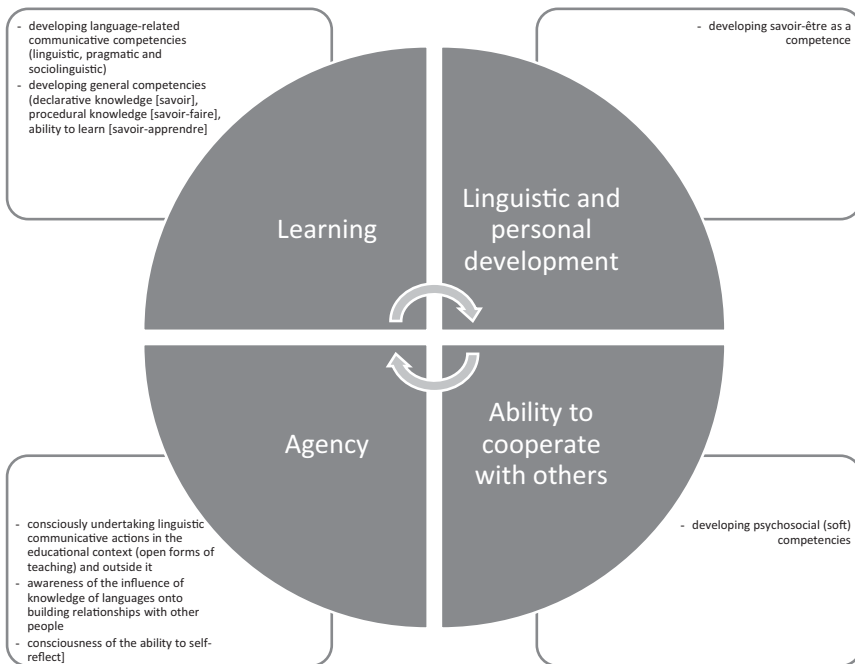 - developing language-related
communicative competencies
(linguistic, pragmatic and
sociolinguistic)
- developing general competencies
(declarative knowledge [savoir],
procedural knowledge [savoir-faire],
ability to learn [savoir-apprendre]
- developing savoir-être as a
competence
Learning
Linguistic and
personal
development
Agency
Ability to
cooperate
with others
- consciously undertaking linguistic
communicative actions in the
educational context (open forms of
teaching) and outside it
- awareness of the influence of
knowledge of languages onto
building relationships with other
people
- consciousness of the ability to self-
reflect]
- developing psychosocial (soft)
competencies